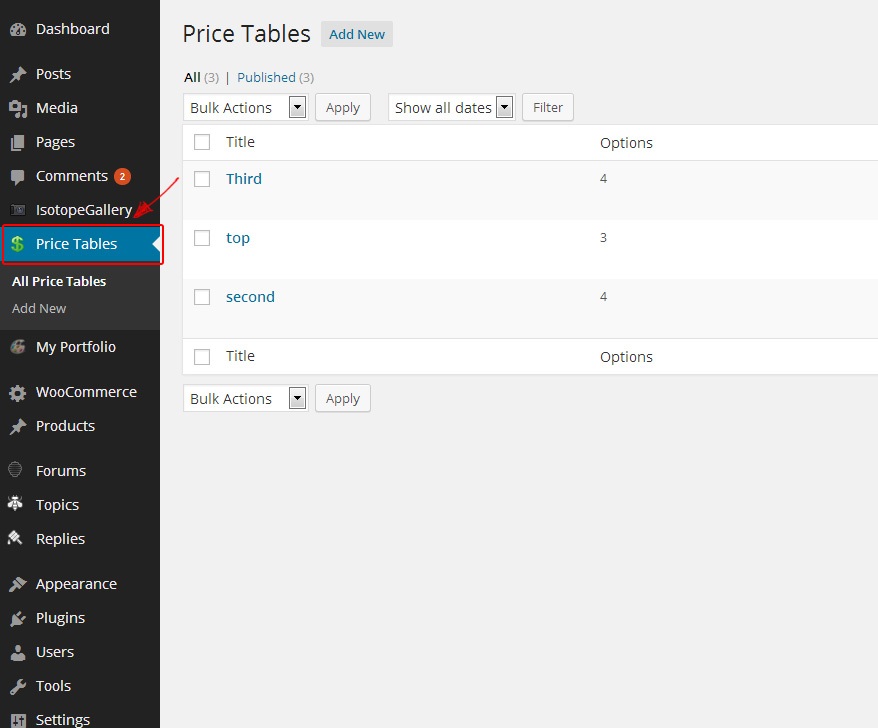 Dashboard
Posts
Media
Pages
Comments 2
IsotopeGallery
Price Tables
All Price Tables
Add New
My Portfolio
WooCommerce
Products
Forums
Topics
Replies
Appearance
Plugins
Users
Tools
Settings
Price Tables Add New
All (3) | Published (3)
Bulk Actions Apply Show all dates Filter
Title Options
Third 4
top 3
second 4
Title Options
Bulk Actions Apply